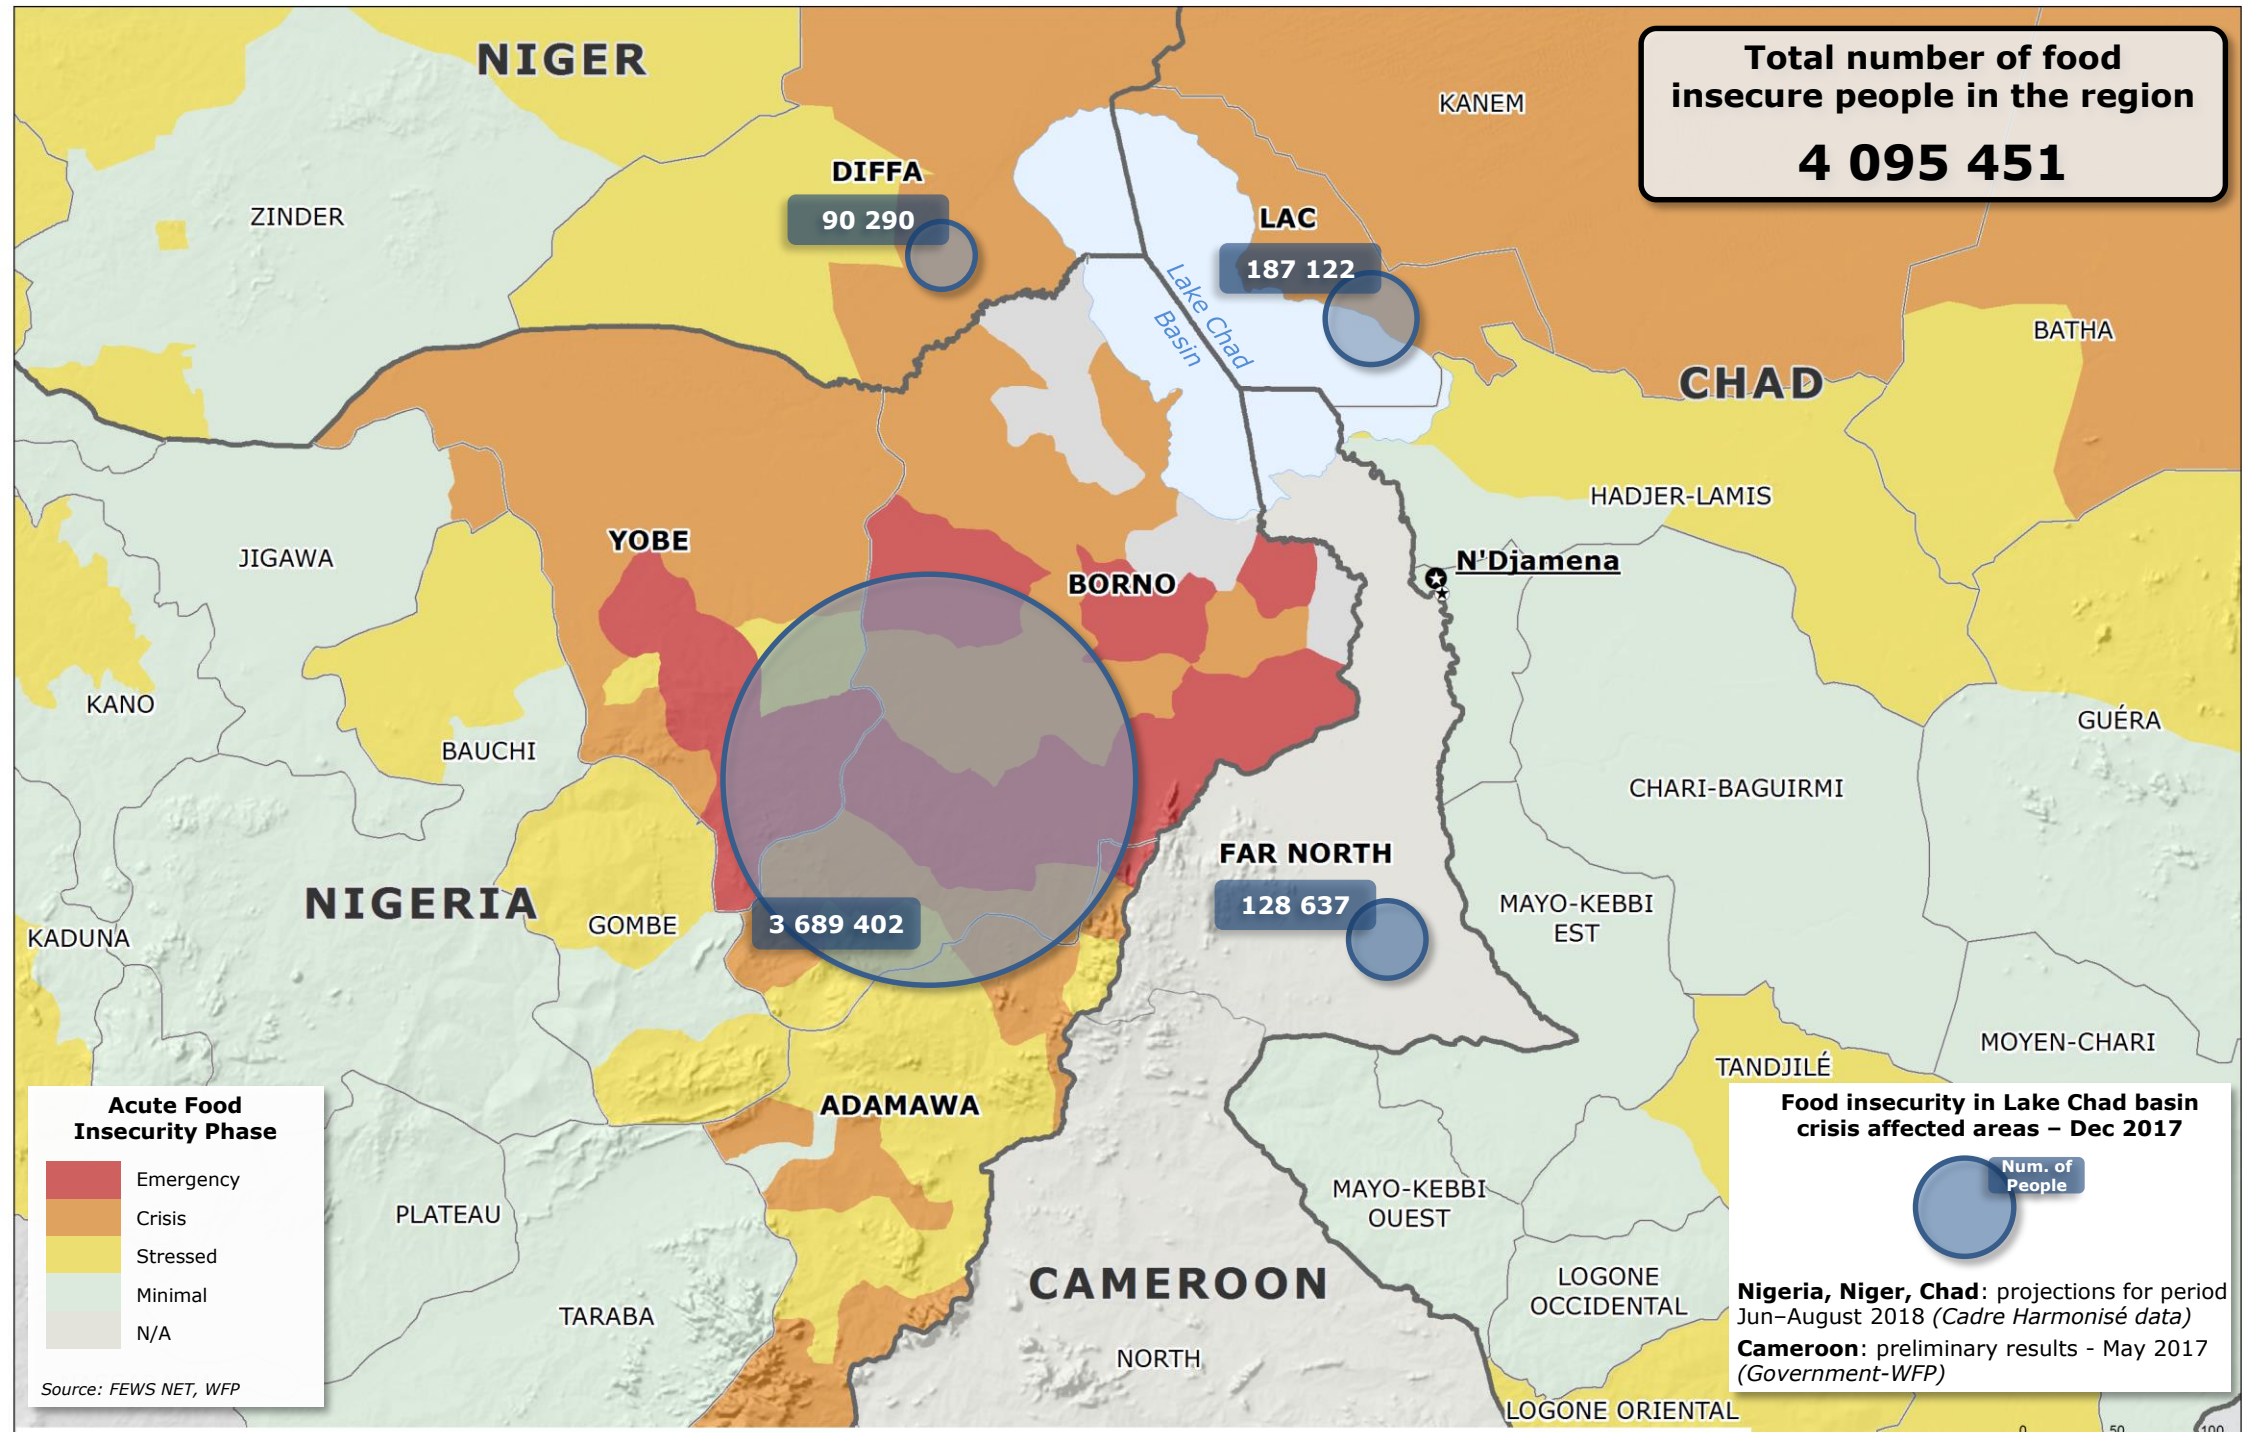 NIGER
Total number of food
insecure people in the region
4 095 451
KANEM
DIFFA
90 290
ZINDER
LAC
187 122
Lake Chad
Basin
BATHA
CHAD
HADJER-LAMIS
YOBE
JIGAWA
BORNO
N'Djamena
KANO
BAUCHI
GUÉRA
CHARI-BAGUIRMI
FAR NORTH
128 637
NIGERIA
GOMBE
3 689 402
KADUNA
MAYO-KEBBI
EST
MOYEN-CHARI
TANDJILÉ
ADAMAWA
Acute Food
Insecurity Phase
Emergency
Crisis
Stressed
Minimal
N/A
Source: FEWS NET, WFP
PLATEAU
TARABA
MAYO-KEBBI
OUEST
CAMEROON
NORTH
LOGONE
OCCIDENTAL
LOGONE ORIENTAL
Food insecurity in Lake Chad basin
crisis affected areas – Dec 2017
Num. of
People
Nigeria, Niger, Chad: projections for period
Jun–August 2018 (Cadre Harmonisé data)
Cameroon: preliminary results - May 2017
(Government-WFP)
0 50 100